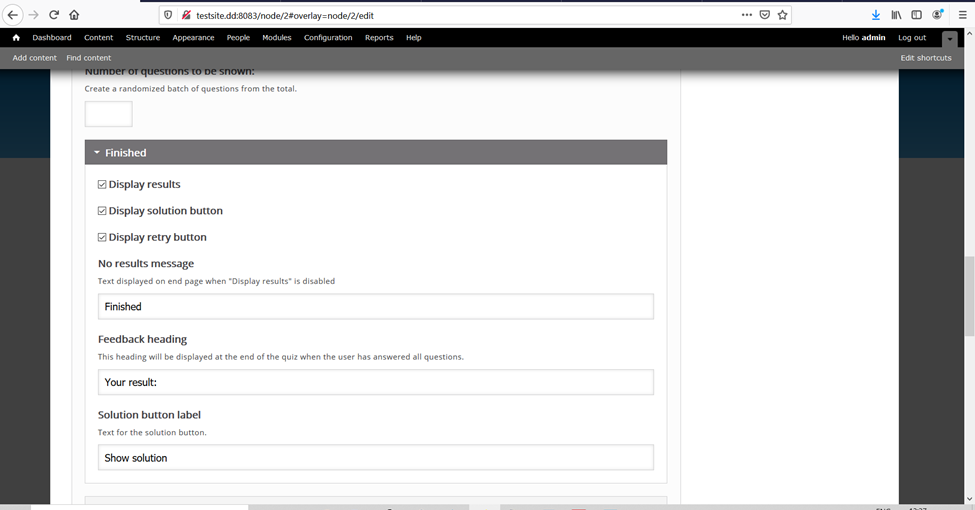 testsite.dd:8083/node/2#overlay=node/2/edit
Dashboard Content Structure Appearance People Modules Configuration Reports Help Hello admin Log out
Add content Find content Edit shortcuts
Number of questions to be shown:
Create a randomized batch of questions from the total.
Finished
Display results
Display solution button
Display retry button
No results message
Text displayed on end page when "Display results" is disabled
Finished
Feedback heading
This heading will be displayed at the end of the quiz when the user has answered all questions.
Your result:
Solution button label
Text for the solution button.
Show solution